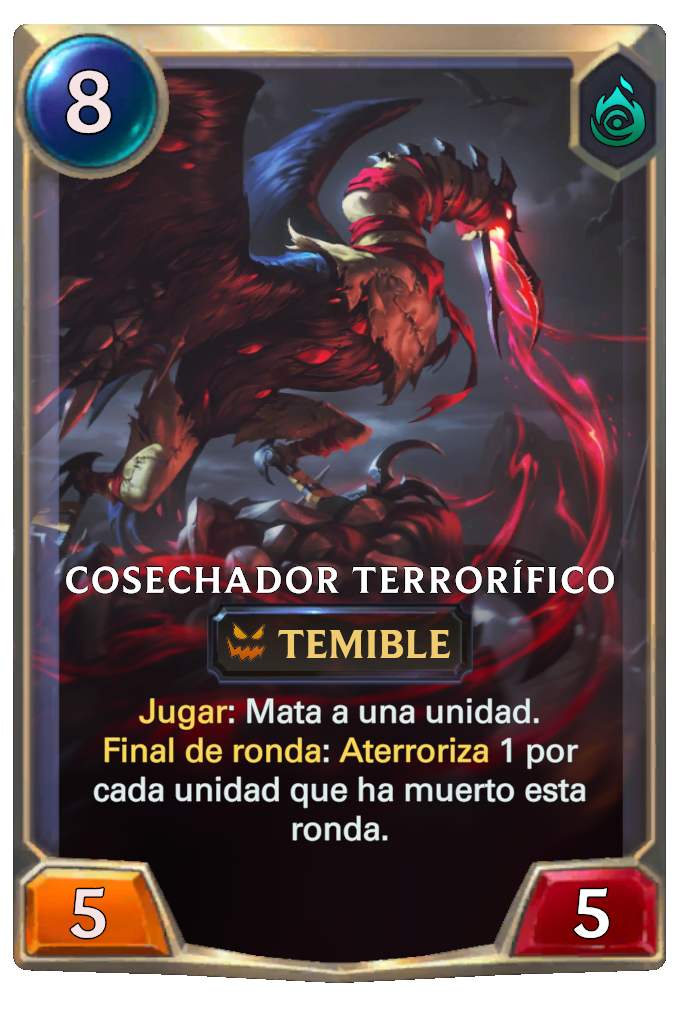 8
COSECHADOR TERRORÍFICO
TEMIBLE
Jugar: Mata a una unidad.
Final de ronda: Aterroriza 1 por
cada unidad que ha muerto esta
ronda.
5 5